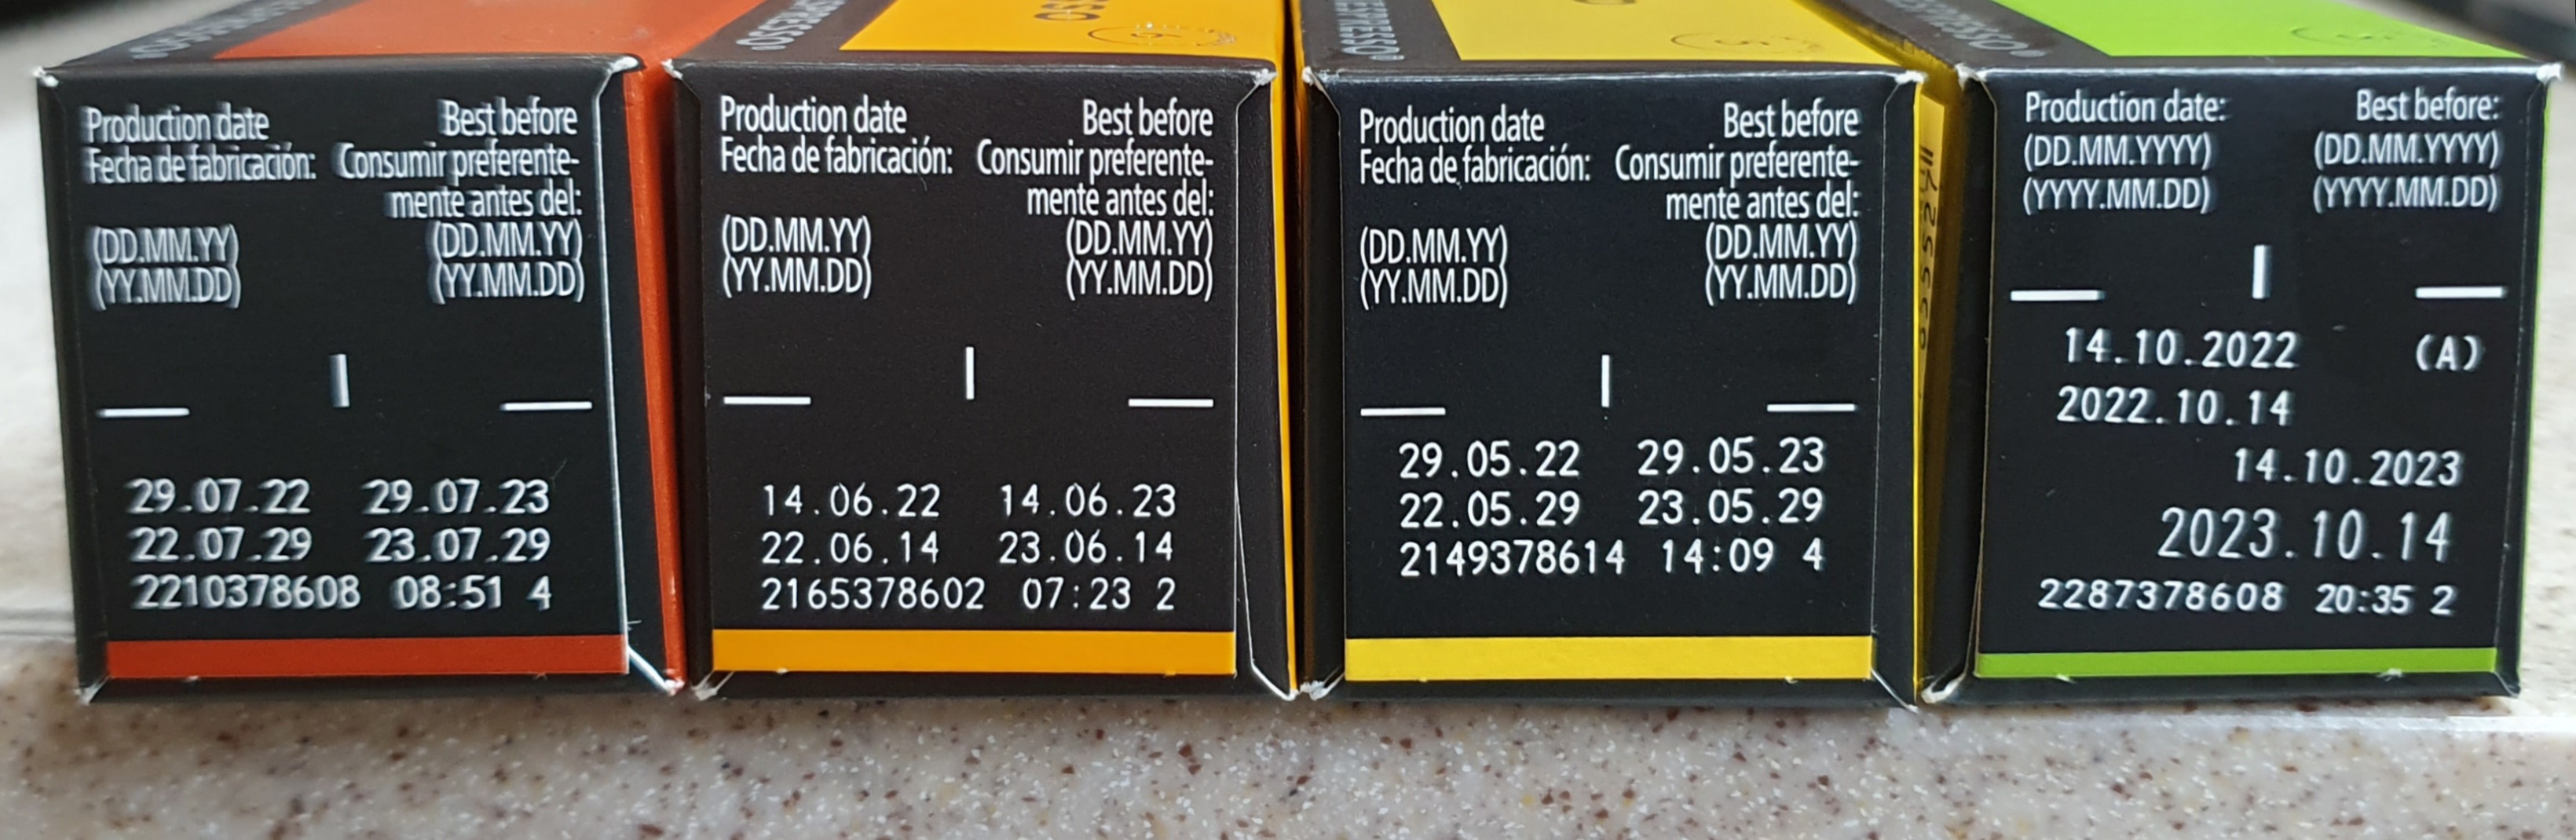 Production date
Fecha de fabricación:
Best before
Consumir preferente-
mente antes del:
(DD.MM.YY)
(YY.MM.DD)
(DD.MM.YY)
(YY.MM.DD)
29.07.22 29.07.23
22.07.29 23.07.29
2210378608 08:51 4
Production date
Fecha de fabricación:
Best before
Consumir preferente-
mente antes del:
(DD.MM.YY)
(YY.MM.DD)
(DD.MM.YY)
(YY.MM.DD)
14.06.22 14.06.23
22.06.14 23.06.14
2165378602 07:23 2
Production date
Fecha de fabricación:
Best before
Consumir preferente-
mente antes del:
(DD.MM.YY)
(YY.MM.DD)
(DD.MM.YY)
(YY.MM.DD)
29.05.22 29.05.23
22.05.29 23.05.29
2149378614 14:09 4
Production date:
(DD.MM.YYYY)
(YYYY.MM.DD)
Best before:
(DD.MM.YYYY)
(YYYY.MM.DD)
14.10.2022 (A)
2022.10.14
14.10.2023
2023.10.14
2287378608 20:35 2